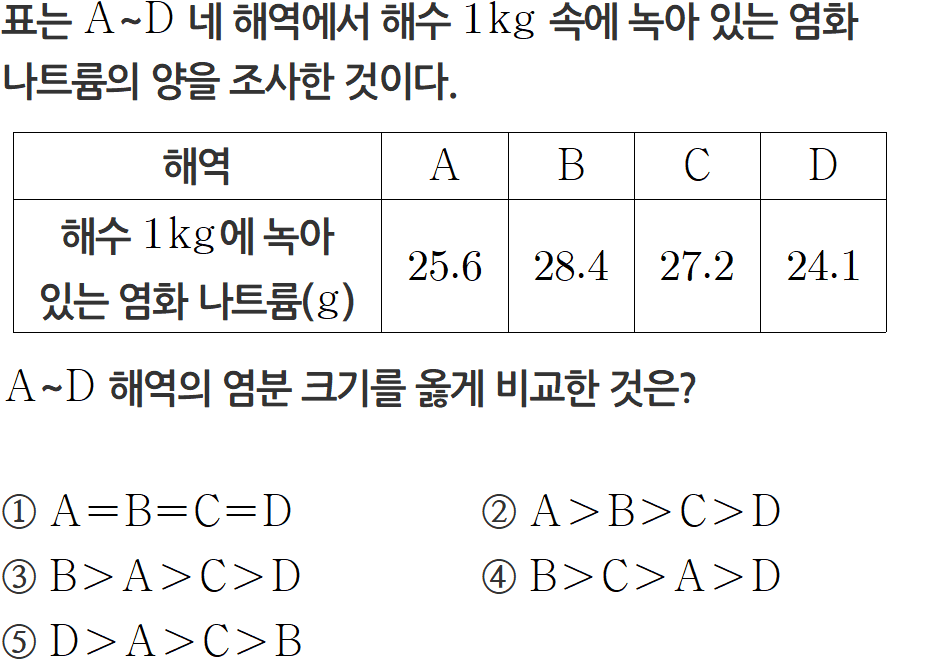 표는 A~D 네 해역에서 해수 1kg 속에 녹아 있는 염화
나트륨의 양을 조사한 것이다.
해역 A B C D
해수 1kg에 녹아
있는 염화 나트륨(g) 25.6 28.4 27.2 24.1
A~D 해역의 염분 크기를 옳게 비교한 것은?
① A=B=C=D ② A>B>C>D
③ B>A>C>D ④ B>C>A>D
⑤ D>A>C>B